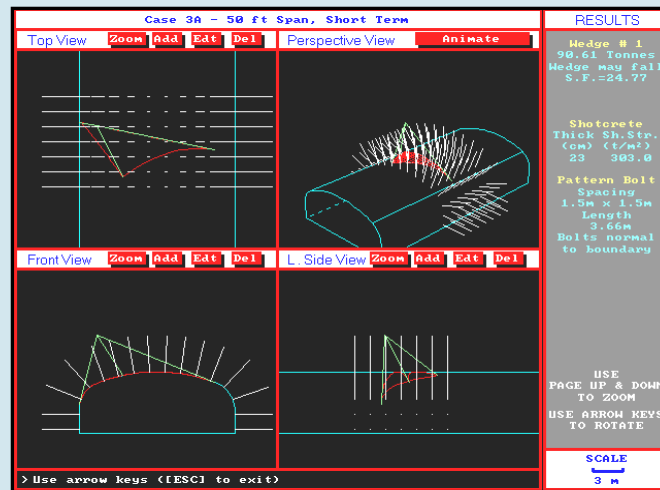 Case 3A - 50 ft Span, Short Term
RESULTS
Top View Zoom Add Edt Del
Perspective View Animate
Wedge # 1
90.61 Tonnes
Wedge may fall
S.F.=24.77
Shotcrete
Thick Sh.Str.
(cm) (t/m²)
23 303.0
Pattern Bolt
Spacing
1.5m x 1.5m
Length
3.66m
Bolts normal
to boundary
Front View Zoom Add Edt Del
L. Side View Zoom Add Edt Del
USE
PAGE UP & DOWN
TO ZOOM
USE ARROW KEYS
TO ROTATE
SCALE
3 m
>Use arrow keys ([ESC] to exit)